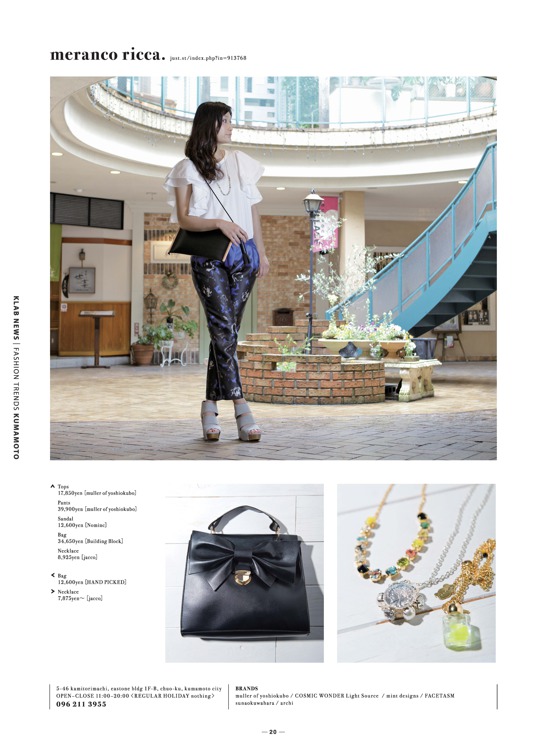 meranco ricca. just.st/index.php?in=913768
KLAB NEWS | FASHION TRENDS KUMAMOTO
Tops
17,850yen [muller of yoshiokubo]
Pants
39,900yen [muller of yoshiokubo]
Sandal
12,600yen [Nomine]
Bag
34,650yen [Building Block]
Necklace
8,925yen [jacco]
< Bag
12,600yen [HAND PICKED]
> Necklace
7,875yen〜 [jacco]
5-46 kamitorimachi, eastone bldg 1F-B, chuo-ku, kumamoto city
OPEN-CLOSE 11:00-20:00〈REGULAR HOLIDAY nothing〉
096 211 3955
BRANDS
muller of yoshiokubo / COSMIC WONDER Light Source / mint designs / FACETASM
sunaokuwahara / urchi
— 20 —